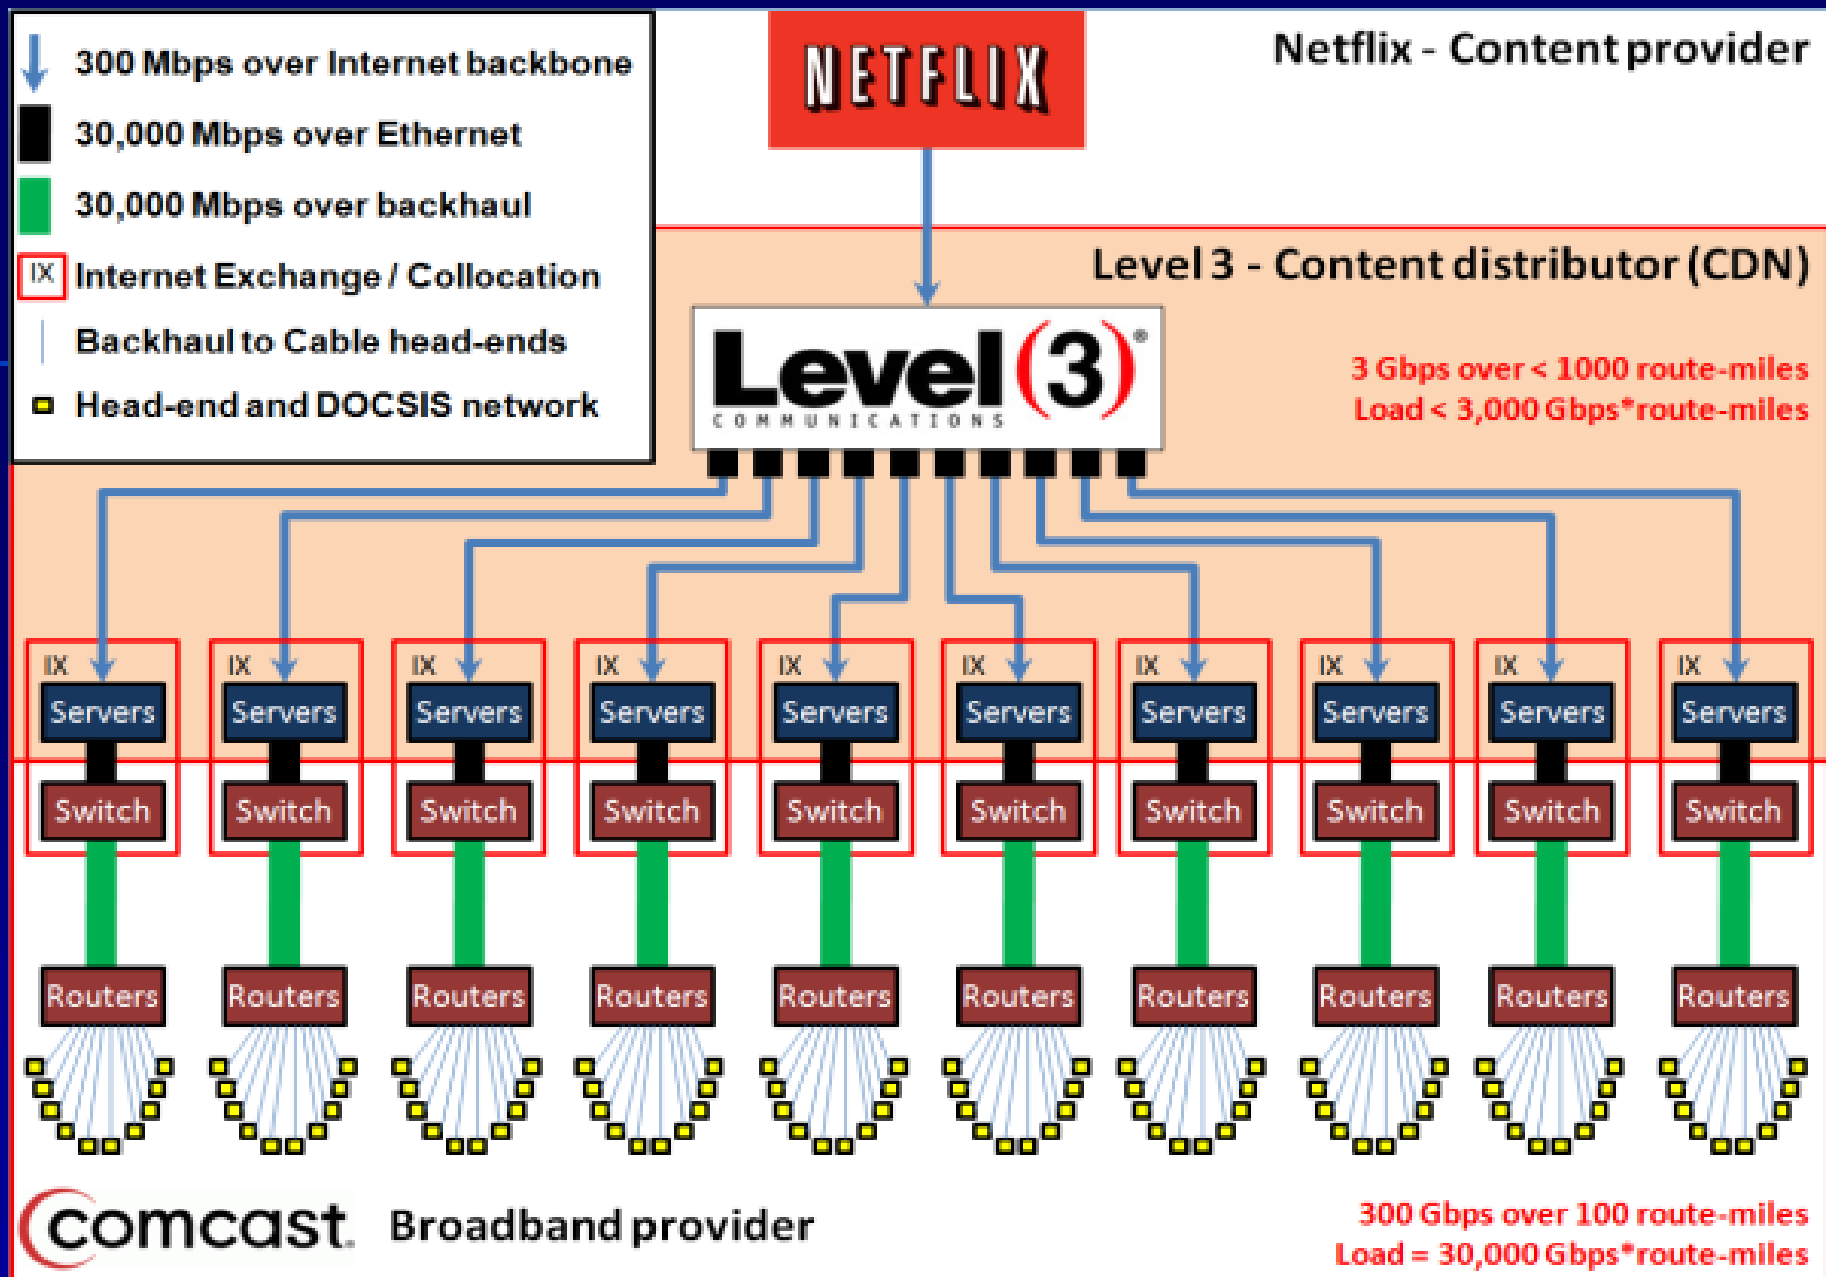 300 Mbps over Internet backbone
30,000 Mbps over Ethernet
30,000 Mbps over backhaul
IX Internet Exchange / Collocation
Backhaul to Cable head-ends
Head-end and DOCSIS network
NETFLIX
Netflix - Content provider
Level 3 - Content distributor (CDN)
Level (3)®
COMMUNICATIONS
3 Gbps over < 1000 route-miles
Load < 3,000 Gbps*route-miles
IX IX IX IX IX IX IX IX IX IX
Servers Servers Servers Servers Servers Servers Servers Servers Servers Servers
Switch Switch Switch Switch Switch Switch Switch Switch Switch Switch
Routers Routers Routers Routers Routers Routers Routers Routers Routers Routers
comcast. Broadband provider
300 Gbps over 100 route-miles
Load = 30,000 Gbps*route-miles